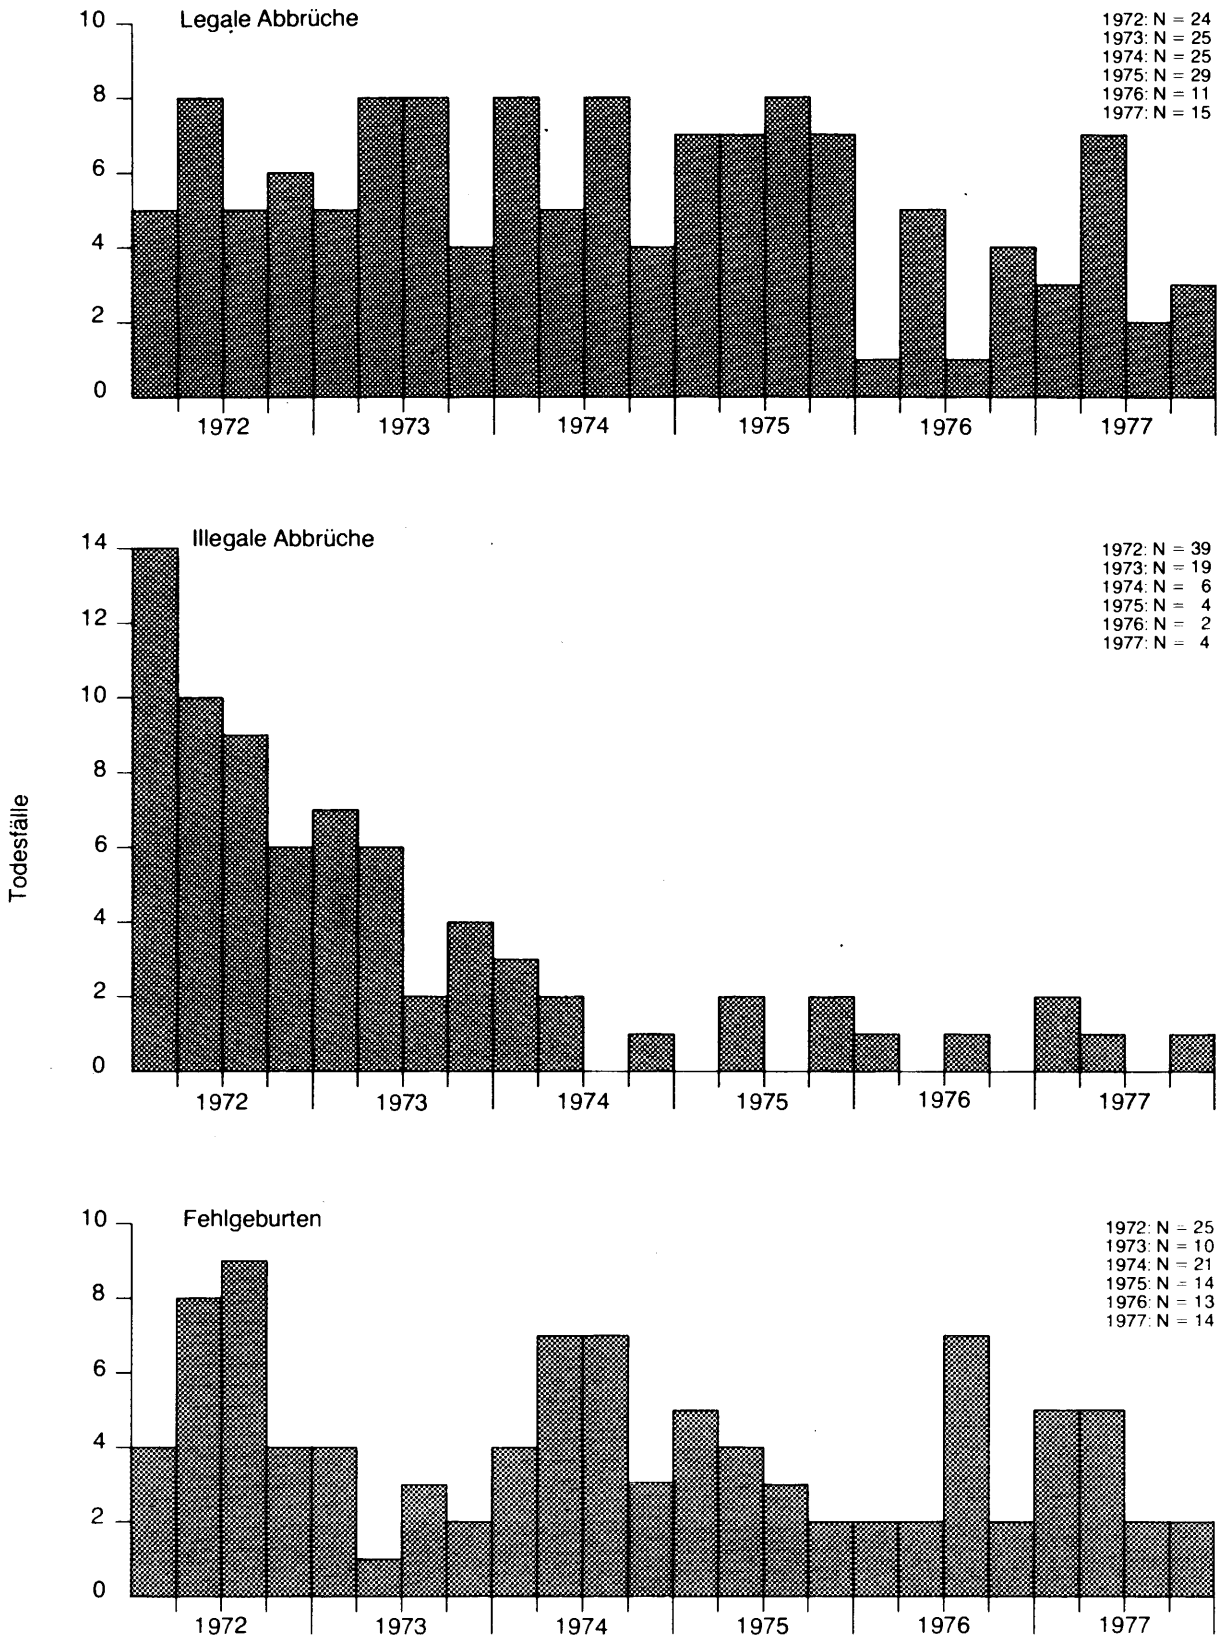 Legale Abbrüche
1972: N = 24
1973: N = 25
1974: N = 25
1975: N = 29
1976: N = 11
1977: N = 15
10
8
6
4
2
0
1972 1973 1974 1975 1976 1977
Illegale Abbrüche
1972: N = 39
1973: N = 19
1974: N = 6
1975: N = 4
1976: N = 2
1977: N = 4
14
12
10
8
6
4
2
0
1972 1973 1974 1975 1976 1977
Todesfälle
Fehlgeburten
1972: N = 25
1973: N = 10
1974: N = 21
1975: N = 14
1976: N = 13
1977: N = 14
10
8
6
4
2
0
1972 1973 1974 1975 1976 1977